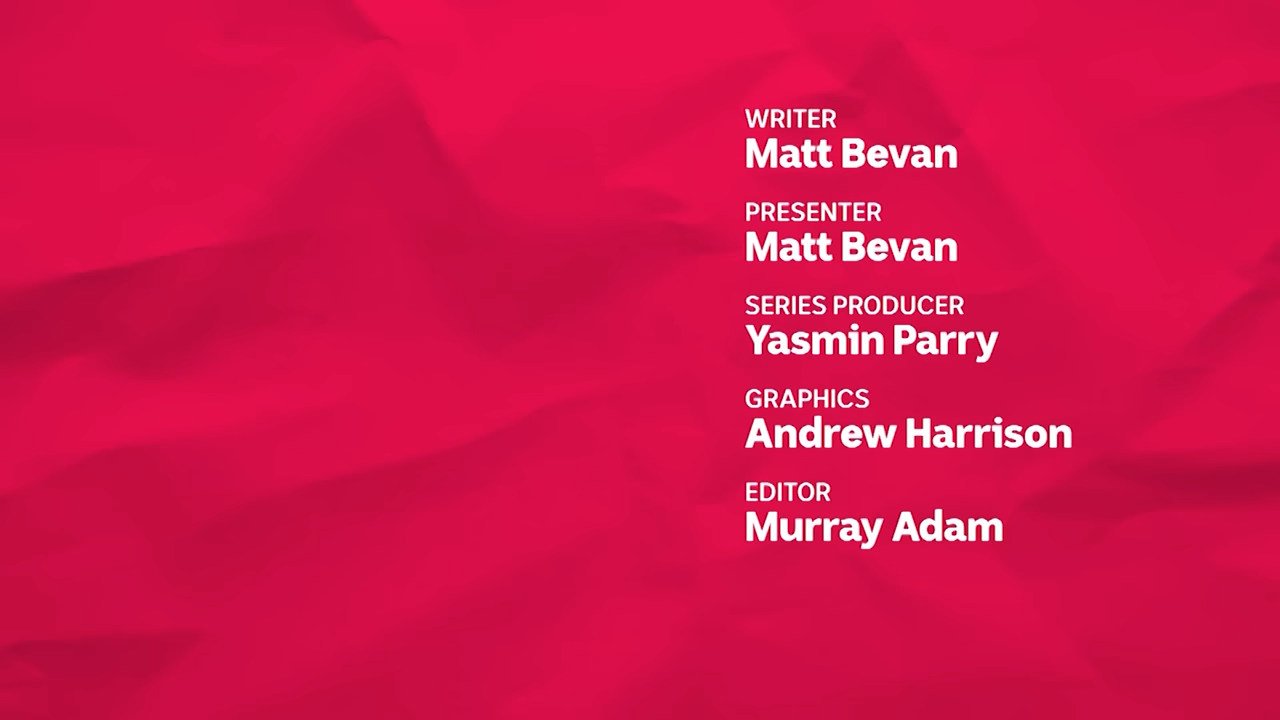 WRITER
Matt Bevan
PRESENTER
Matt Bevan
SERIES PRODUCER
Yasmin Parry
GRAPHICS
Andrew Harrison
EDITOR
Murray Adam